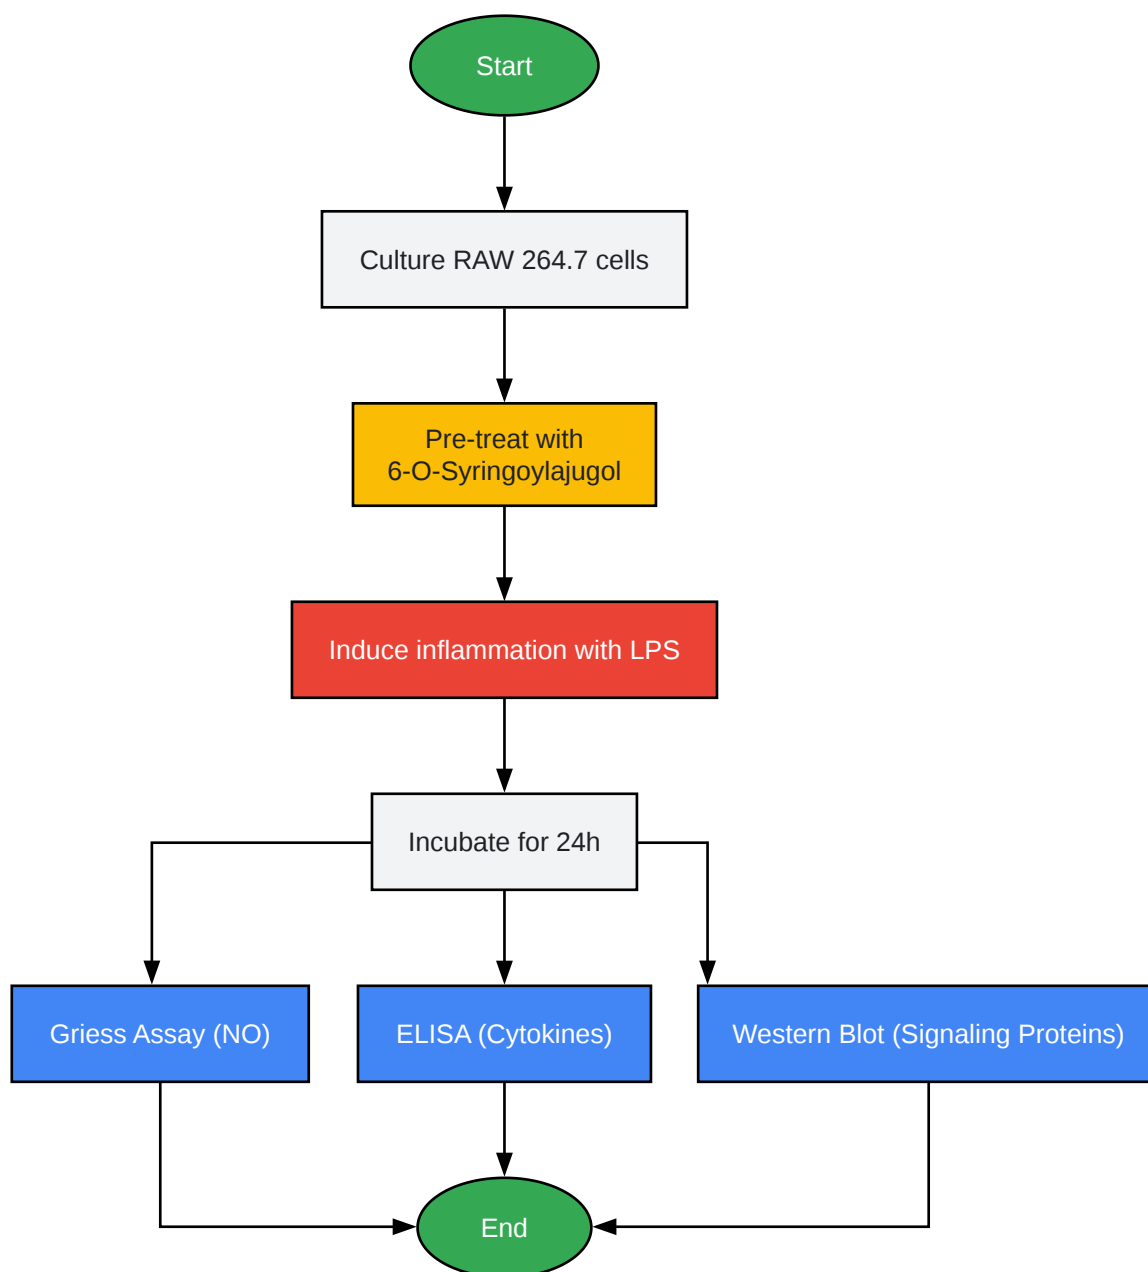 Start
Culture RAW 264.7 cells
Pre-treat with
6-O-Syringoylajugol
Induce inflammation with LPS
Incubate for 24h
Griess Assay (NO)
ELISA (Cytokines)
Western Blot (Signaling Proteins)
End